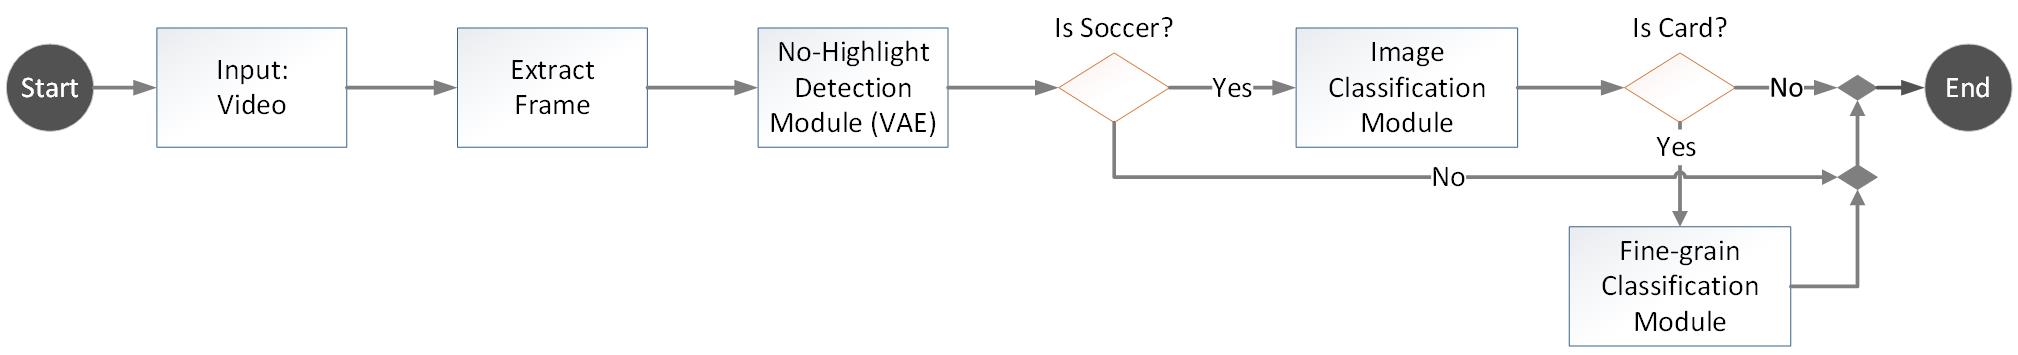 Start
Input:
Video
Extract
Frame
No-Highlight
Detection
Module (VAE)
Is Soccer?
Yes
No
Image
Classification
Module
Is Card?
No
Yes
Fine-grain
Classification
Module
End